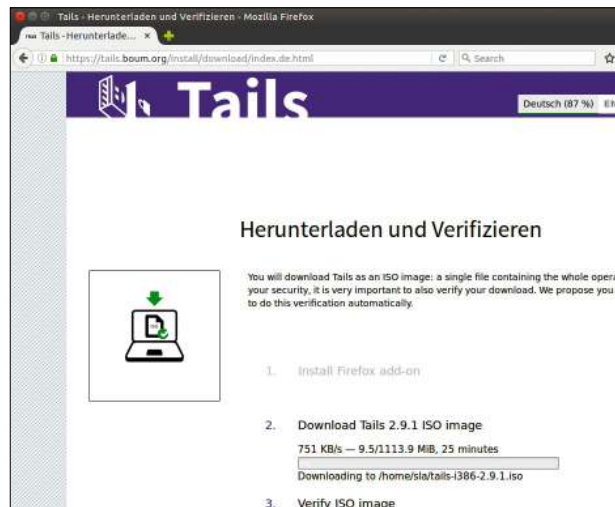 Tails - Herunterladen und Verifizieren - Mozilla Firefox
Tails - Herunterlade... ×
https://tails.boum.org/install/download/index.de.html
Search
Tails
Deutsch (87 %) EN
Herunterladen und Verifizieren
You will download Tails as an ISO image: a single file containing the whole opera
your security, it is very important to also verify your download. We propose you
to do this verification automatically.
1. Install Firefox add-on
2. Download Tails 2.9.1 ISO image
751 KB/s — 9.5/1113.9 MiB, 25 minutes
Downloading to /home/sla/tails-i386-2.9.1.iso
3. Verify ISO image